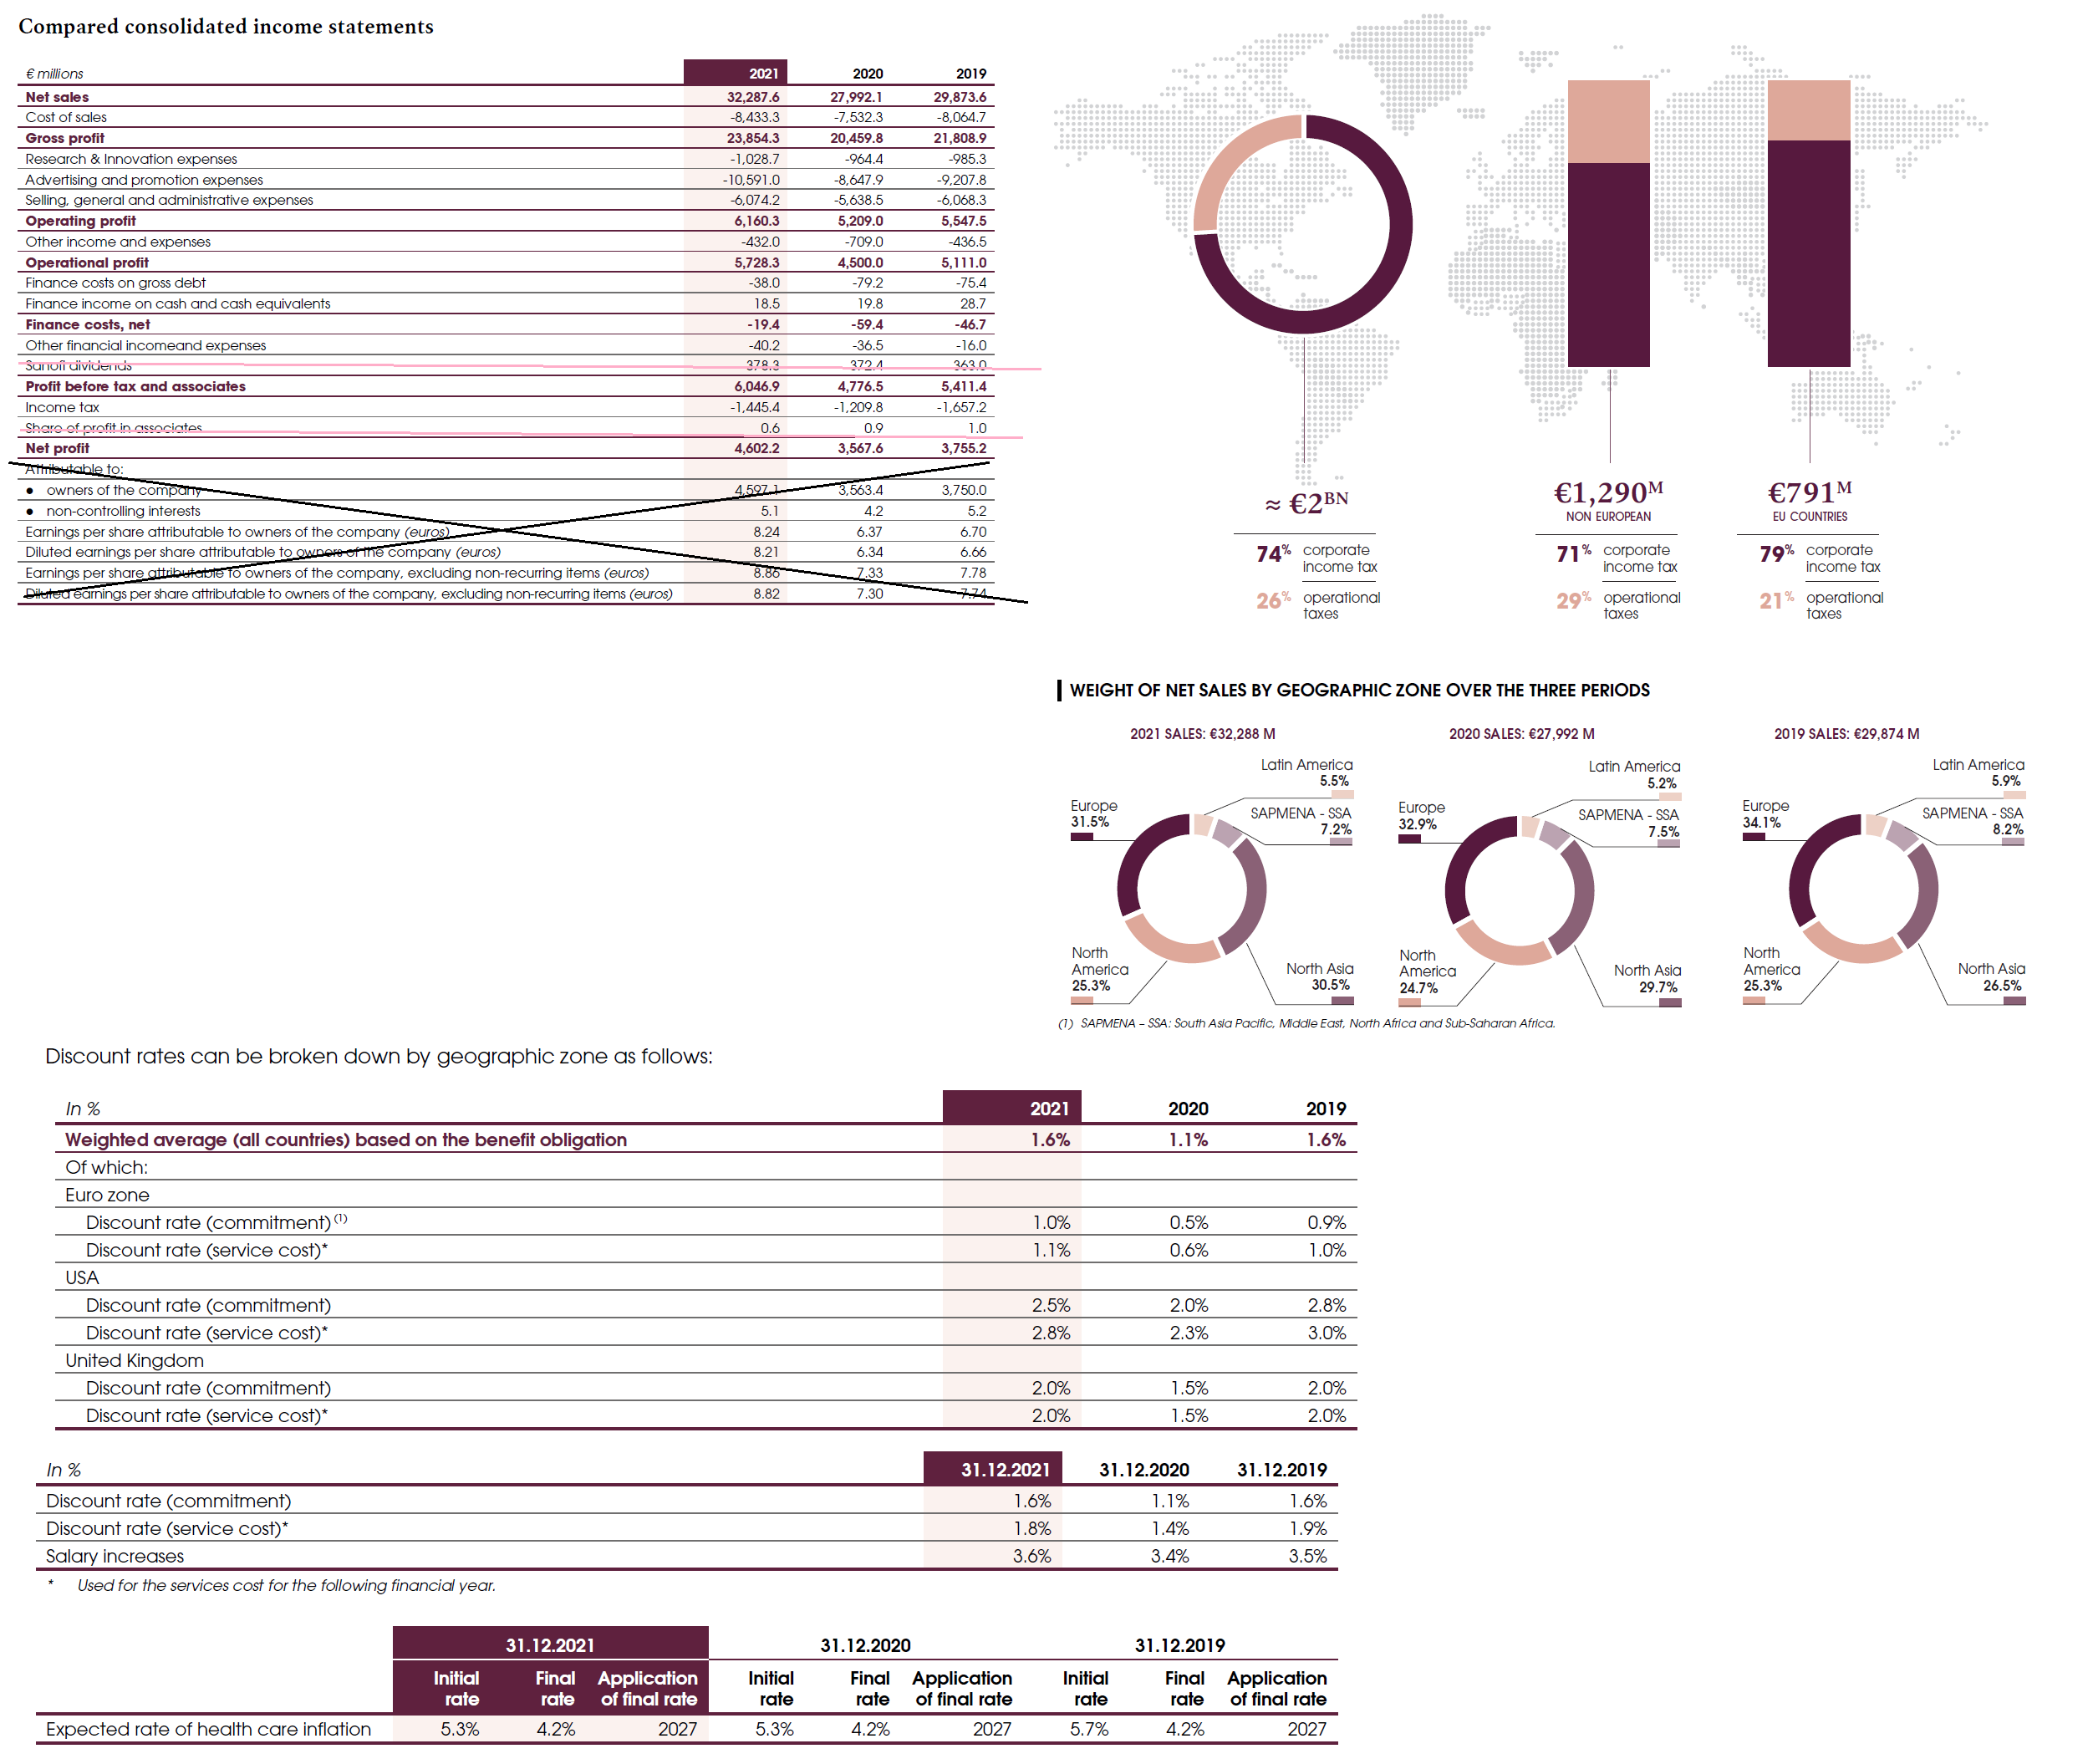 Compared consolidated income statements
€ millions 2021 2020 2019
Net sales 32,287.6 27,992.1 29,873.6
Cost of sales -8,433.3 -7,532.3 -8,064.7
Gross profit 23,854.3 20,459.8 21,808.9
Research & Innovation expenses -1,028.7 -964.4 -985.3
Advertising and promotion expenses -10,591.0 -8,647.9 -9,207.8
Selling, general and administrative expenses -6,074.2 -5,638.5 -6,068.3
Operating profit 6,160.3 5,209.0 5,547.5
Other income and expenses -432.0 -709.0 -436.5
Operational profit 5,728.3 4,500.0 5,111.0
Finance costs on gross debt -38.0 -79.2 -75.4
Finance income on cash and cash equivalents 18.5 19.8 28.7
Finance costs, net -19.4 -59.4 -46.7
Other financial incomeand expenses -40.2 -36.5 -16.0
Sanofi dividends 378.3 372.4 363.0
Profit before tax and associates 6,046.9 4,776.5 5,411.4
Income tax -1,445.4 -1,209.8 -1,657.2
Share of profit in associates 0.6 0.9 1.0
Net profit 4,602.2 3,567.6 3,755.2
Attributable to:
● owners of the company 4,597.1 3,563.4 3,750.0
● non-controlling interests 5.1 4.2 5.2
Earnings per share attributable to owners of the company (euros) 8.24 6.37 6.70
Diluted earnings per share attributable to owners of the company (euros) 8.21 6.34 6.66
Earnings per share attributable to owners of the company, excluding non-recurring items (euros) 8.86 7.33 7.78
Diluted earnings per share attributable to owners of the company, excluding non-recurring items (euros) 8.82 7.30 7.74
≈ €2BN
74% corporate
income tax
26% operational
taxes
€1,290M
NON EUROPEAN
71% corporate
income tax
29% operational
taxes
€791M
EU COUNTRIES
79% corporate
income tax
21% operational
taxes
WEIGHT OF NET SALES BY GEOGRAPHIC ZONE OVER THE THREE PERIODS
2021 SALES: €32,288 M
Latin America
5.5%
Europe
31.5%
SAPMENA - SSA
7.2%
North
America
25.3%
North Asia
30.5%
2020 SALES: €27,992 M
Latin America
5.2%
Europe
32.9%
SAPMENA - SSA
7.5%
North
America
24.7%
North Asia
29.7%
2019 SALES: €29,874 M
Latin America
5.9%
Europe
34.1%
SAPMENA - SSA
8.2%
North
America
25.3%
North Asia
26.5%
(1) SAPMENA – SSA: South Asia Pacific, Middle East, North Africa and Sub-Saharan Africa.
Discount rates can be broken down by geographic zone as follows:
In % 2021 2020 2019
Weighted average (all countries) based on the benefit obligation 1.6% 1.1% 1.6%
Of which:
Euro zone
Discount rate (commitment) (1) 1.0% 0.5% 0.9%
Discount rate (service cost)* 1.1% 0.6% 1.0%
USA
Discount rate (commitment) 2.5% 2.0% 2.8%
Discount rate (service cost)* 2.8% 2.3% 3.0%
United Kingdom
Discount rate (commitment) 2.0% 1.5% 2.0%
Discount rate (service cost)* 2.0% 1.5% 2.0%
In % 31.12.2021 31.12.2020 31.12.2019
Discount rate (commitment) 1.6% 1.1% 1.6%
Discount rate (service cost)* 1.8% 1.4% 1.9%
Salary increases 3.6% 3.4% 3.5%
* Used for the services cost for the following financial year.
31.12.2021 31.12.2020 31.12.2019
Initial Final Application Initial Final Application Initial Final Application
rate rate of final rate rate rate of final rate rate rate of final rate
Expected rate of health care inflation 5.3% 4.2% 2027 5.3% 4.2% 2027 5.7% 4.2% 2027